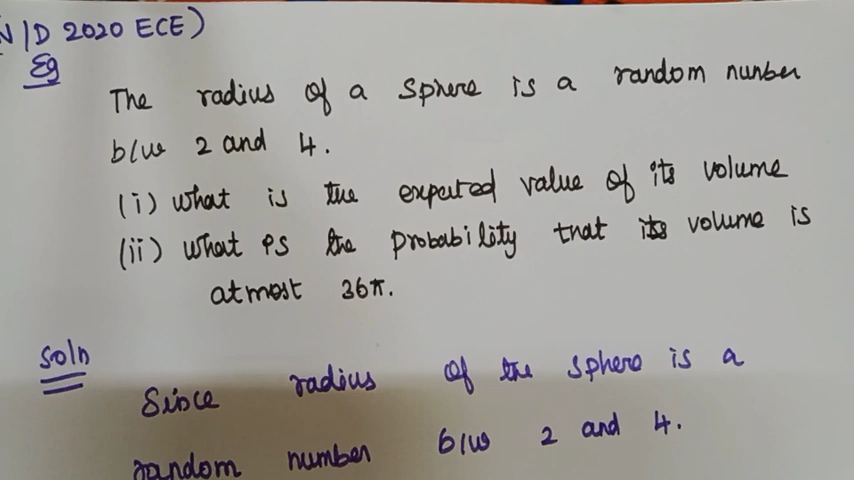 N/D 2020 ECE)
Eg
The radius of a sphere is a random number
b/w 2 and 4.
(i) what is the expected value of its volume
(ii) what is the probability that its volume is
atmost 36π.
Soln
Since radius of the sphere is a
random number b/w 2 and 4.